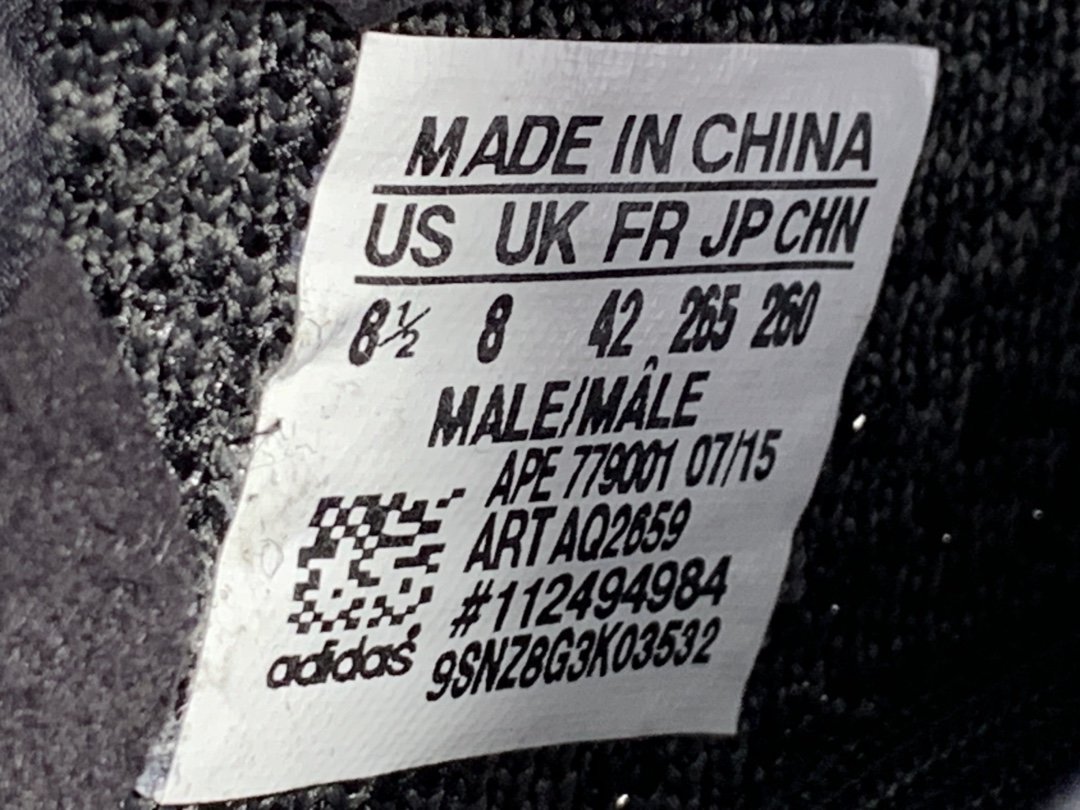 MADE IN CHINA
US UK FR JP CHN
8½ 8 42 265 260
MALE/MÂLE
APE 779001 07/15
ART AQ2659
#112494984
adidas® 9SNZ8G3K03532